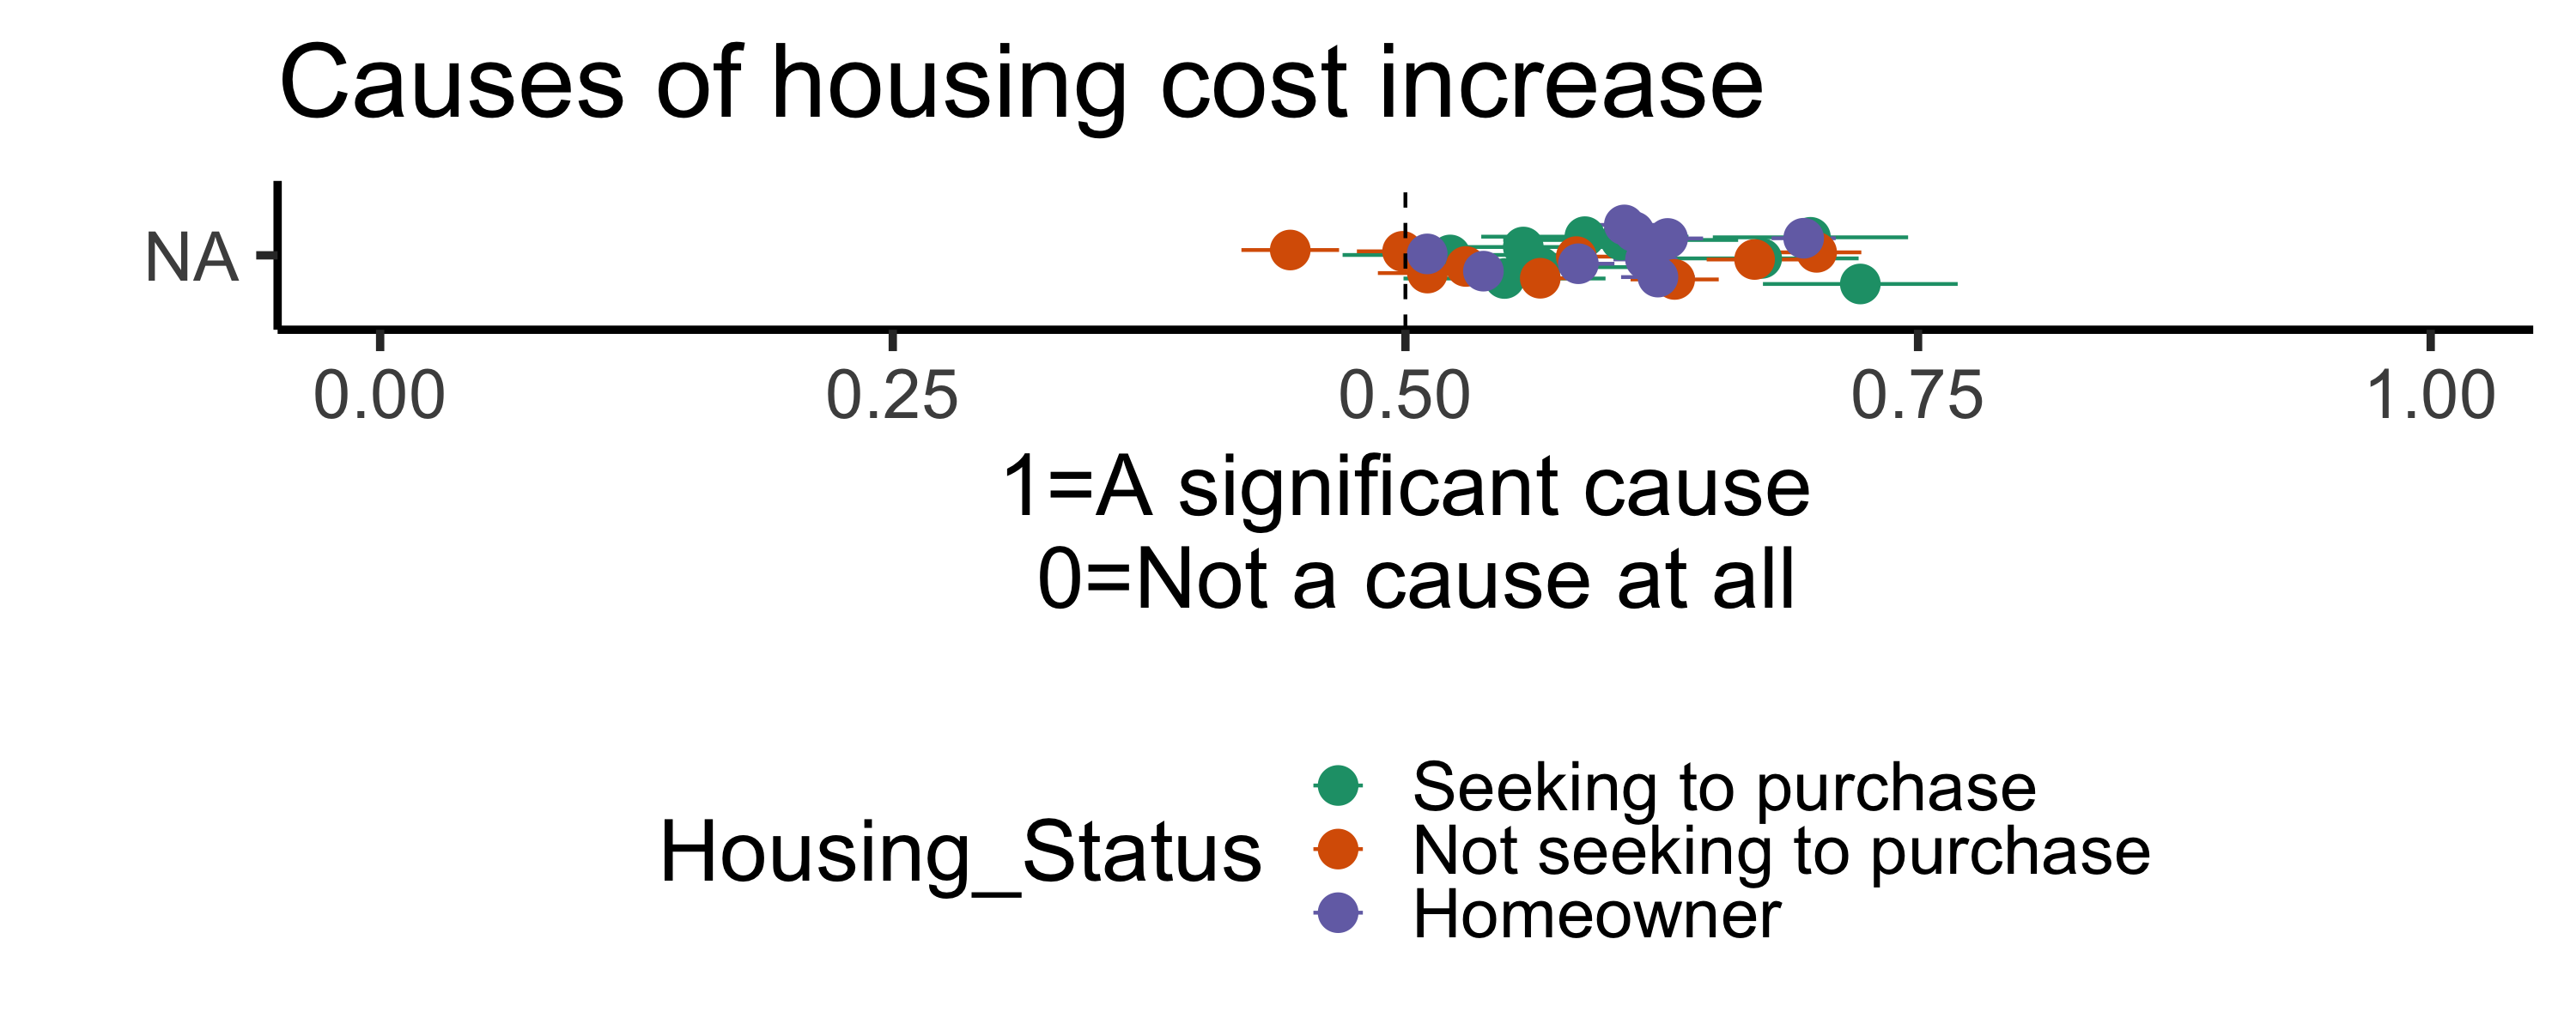 Causes of housing cost increase
NA
0.00 0.25 0.50 0.75 1.00
1=A significant cause
0=Not a cause at all
Housing_Status
Seeking to purchase
Not seeking to purchase
Homeowner